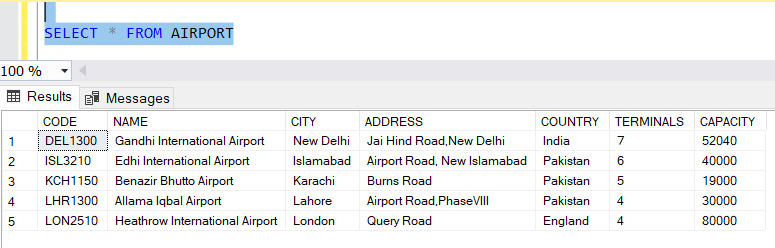 SELECT * FROM AIRPORT
100 %
Results Messages
CODE NAME CITY ADDRESS COUNTRY TERMINALS CAPACITY
1 DEL1300 Gandhi International Airport New Delhi Jai Hind Road,New Delhi India 7 52040
2 ISL3210 Edhi International Airport Islamabad Airport Road, New Islamabad Pakistan 6 40000
3 KCH1150 Benazir Bhutto Airport Karachi Burns Road Pakistan 5 19000
4 LHR1300 Allama Iqbal Airport Lahore Airport Road,PhaseVIII Pakistan 4 30000
5 LON2510 Heathrow International Airport London Query Road England 4 80000